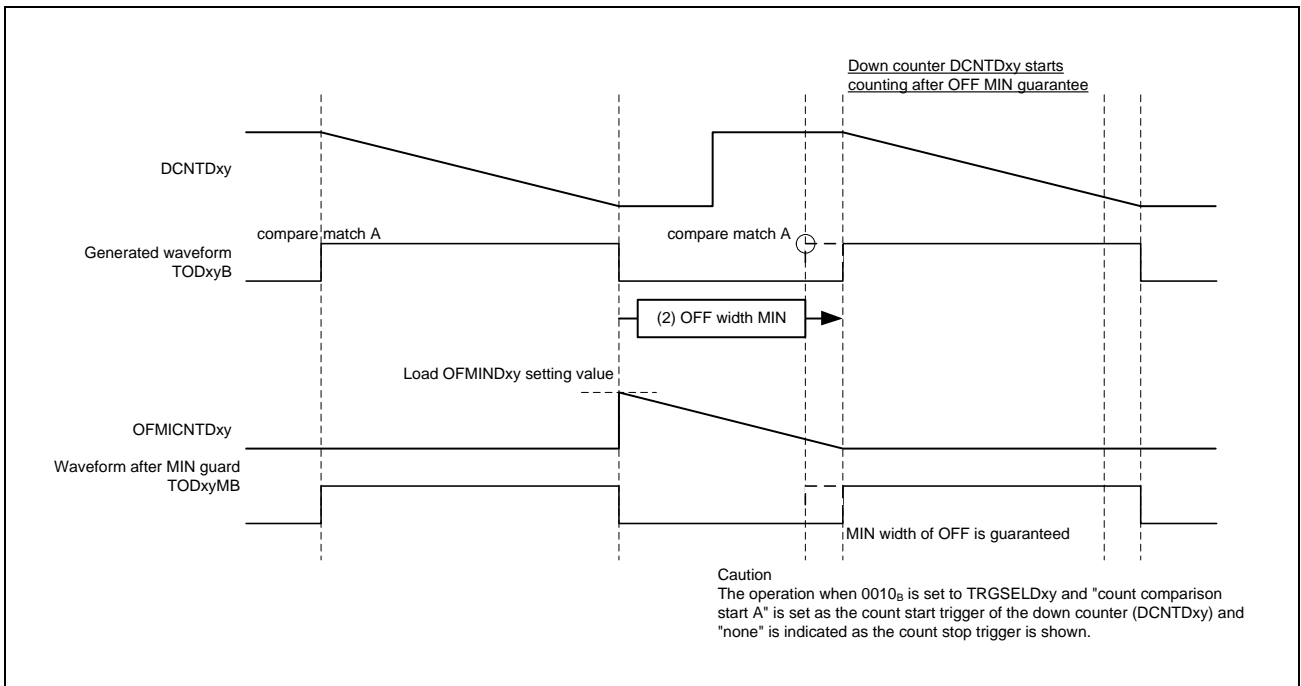 Down counter DCNTDxy starts
counting after OFF MIN guarantee
DCNTDxy
compare match A
compare match A
Generated waveform
TODxyB
(2) OFF width MIN
Load OFMINDxy setting value
OFMICNTDxy
Waveform after MIN guard
TODxyMB
MIN width of OFF is guaranteed
Caution
The operation when 0010B is set to TRGSELDxy and "count comparison
start A" is set as the count start trigger of the down counter (DCNTDxy) and
"none" is indicated as the count stop trigger is shown.